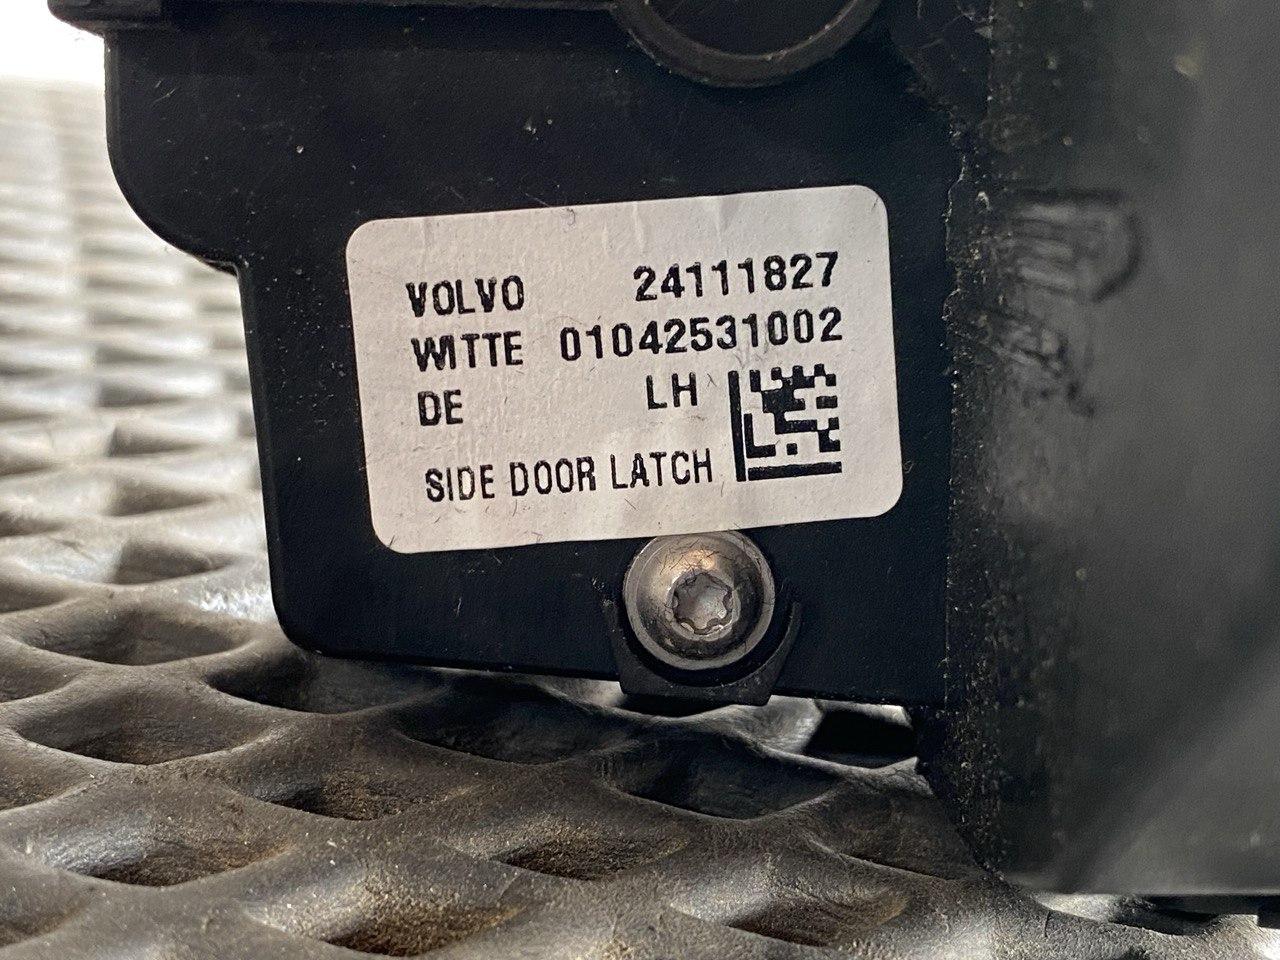 VOLVO 24111827
WITTE 01042531002
DE LH
SIDE DOOR LATCH